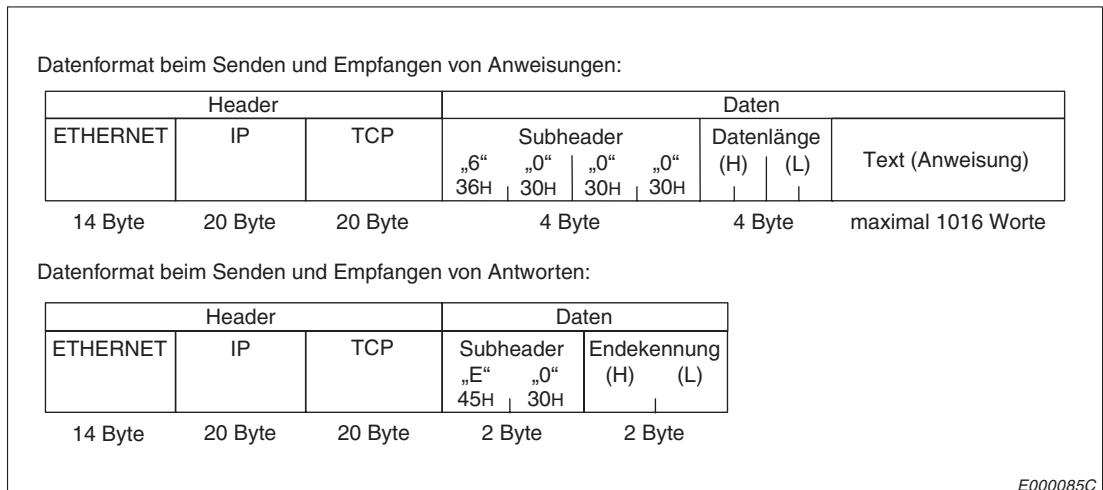 Datenformat beim Senden und Empfangen von Anweisungen:
Header Daten
ETHERNET IP TCP Subheader Datenlänge Text (Anweisung)
„6“ „0“ „0“ „0“ (H) (L)
36H 30H 30H 30H
14 Byte 20 Byte 20 Byte 4 Byte 4 Byte maximal 1016 Worte
Datenformat beim Senden und Empfangen von Antworten:
Header Daten
ETHERNET IP TCP Subheader Endekennung
„E“ „0“ (H) (L)
45H 30H
14 Byte 20 Byte 20 Byte 2 Byte 2 Byte
E000085C